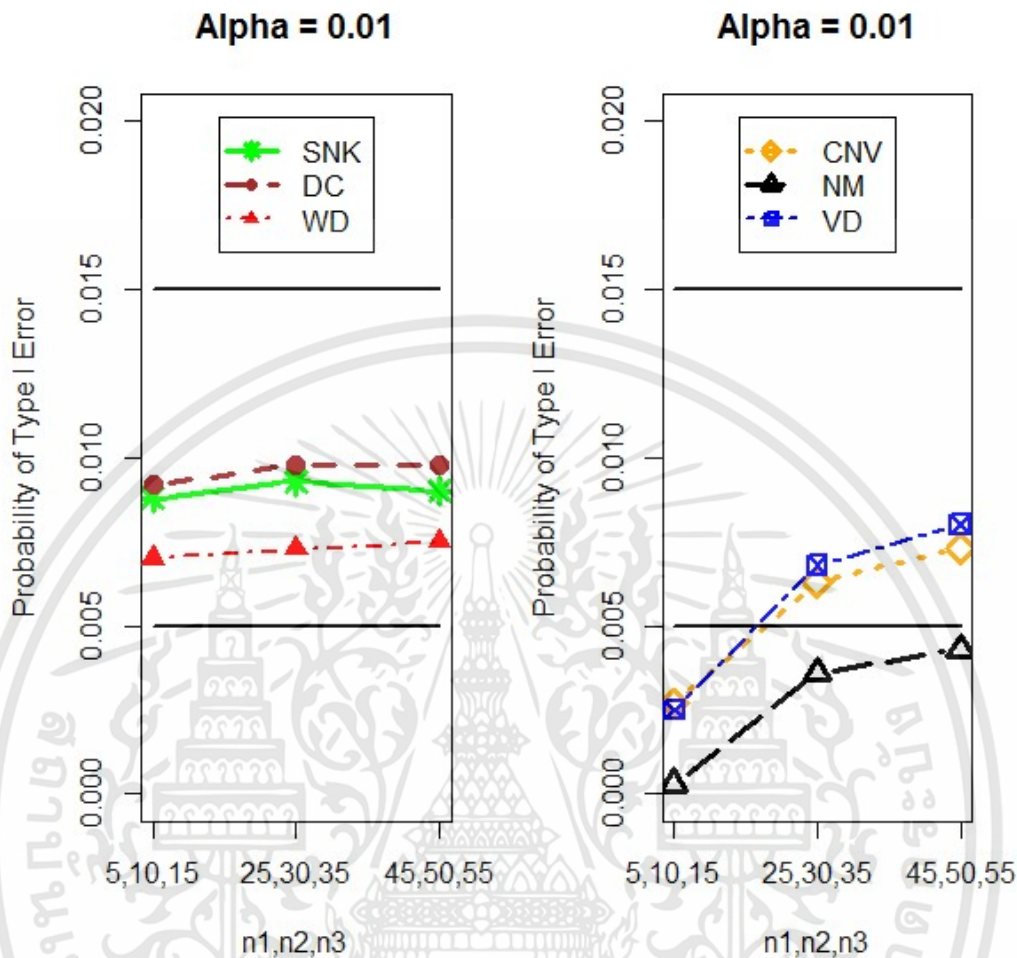 Alpha = 0.01
0.020
0.015
0.010
0.005
0.000
Probability of Type I Error
SNK
DC
WD
5,10,15
25,30,35
45,50,55
n1,n2,n3
Alpha = 0.01
0.020
0.015
0.010
0.005
0.000
Probability of Type I Error
CNV
NM
VD
5,10,15
25,30,35
45,50,55
n1,n2,n3